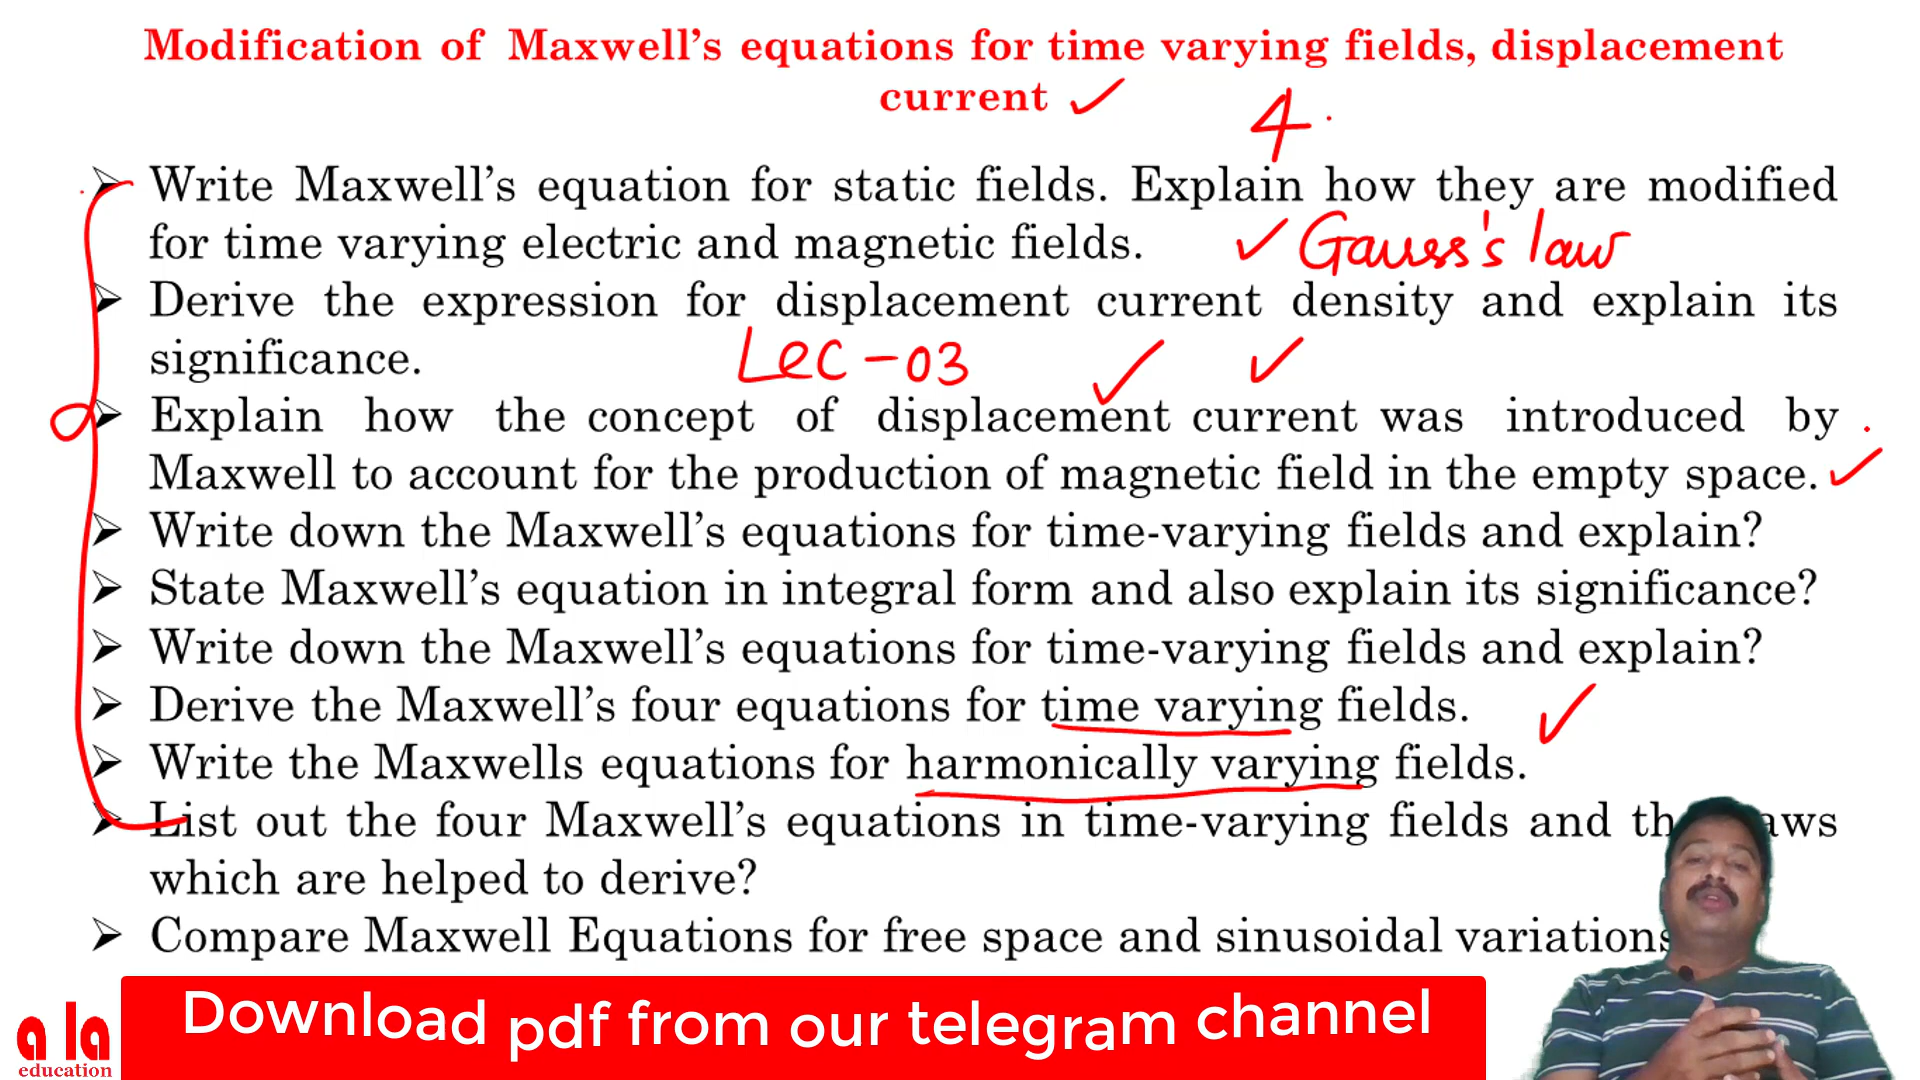 Modification of Maxwell's equations for time varying fields, displacement
current
4
Write Maxwell's equation for static fields. Explain how they are modified
for time varying electric and magnetic fields.
Gauss's law
Derive the expression for displacement current density and explain its
significance.
Lec-03
Explain how the concept of displacement current was introduced by
Maxwell to account for the production of magnetic field in the empty space.
Write down the Maxwell's equations for time-varying fields and explain?
State Maxwell's equation in integral form and also explain its significance?
Write down the Maxwell's equations for time-varying fields and explain?
Derive the Maxwell's four equations for time varying fields.
Write the Maxwells equations for harmonically varying fields.
List out the four Maxwell's equations in time-varying fields and
which are helped to derive?
Compare Maxwell Equations for free space and sinusoidal variations
Download pdf from our telegram channel
a la
education